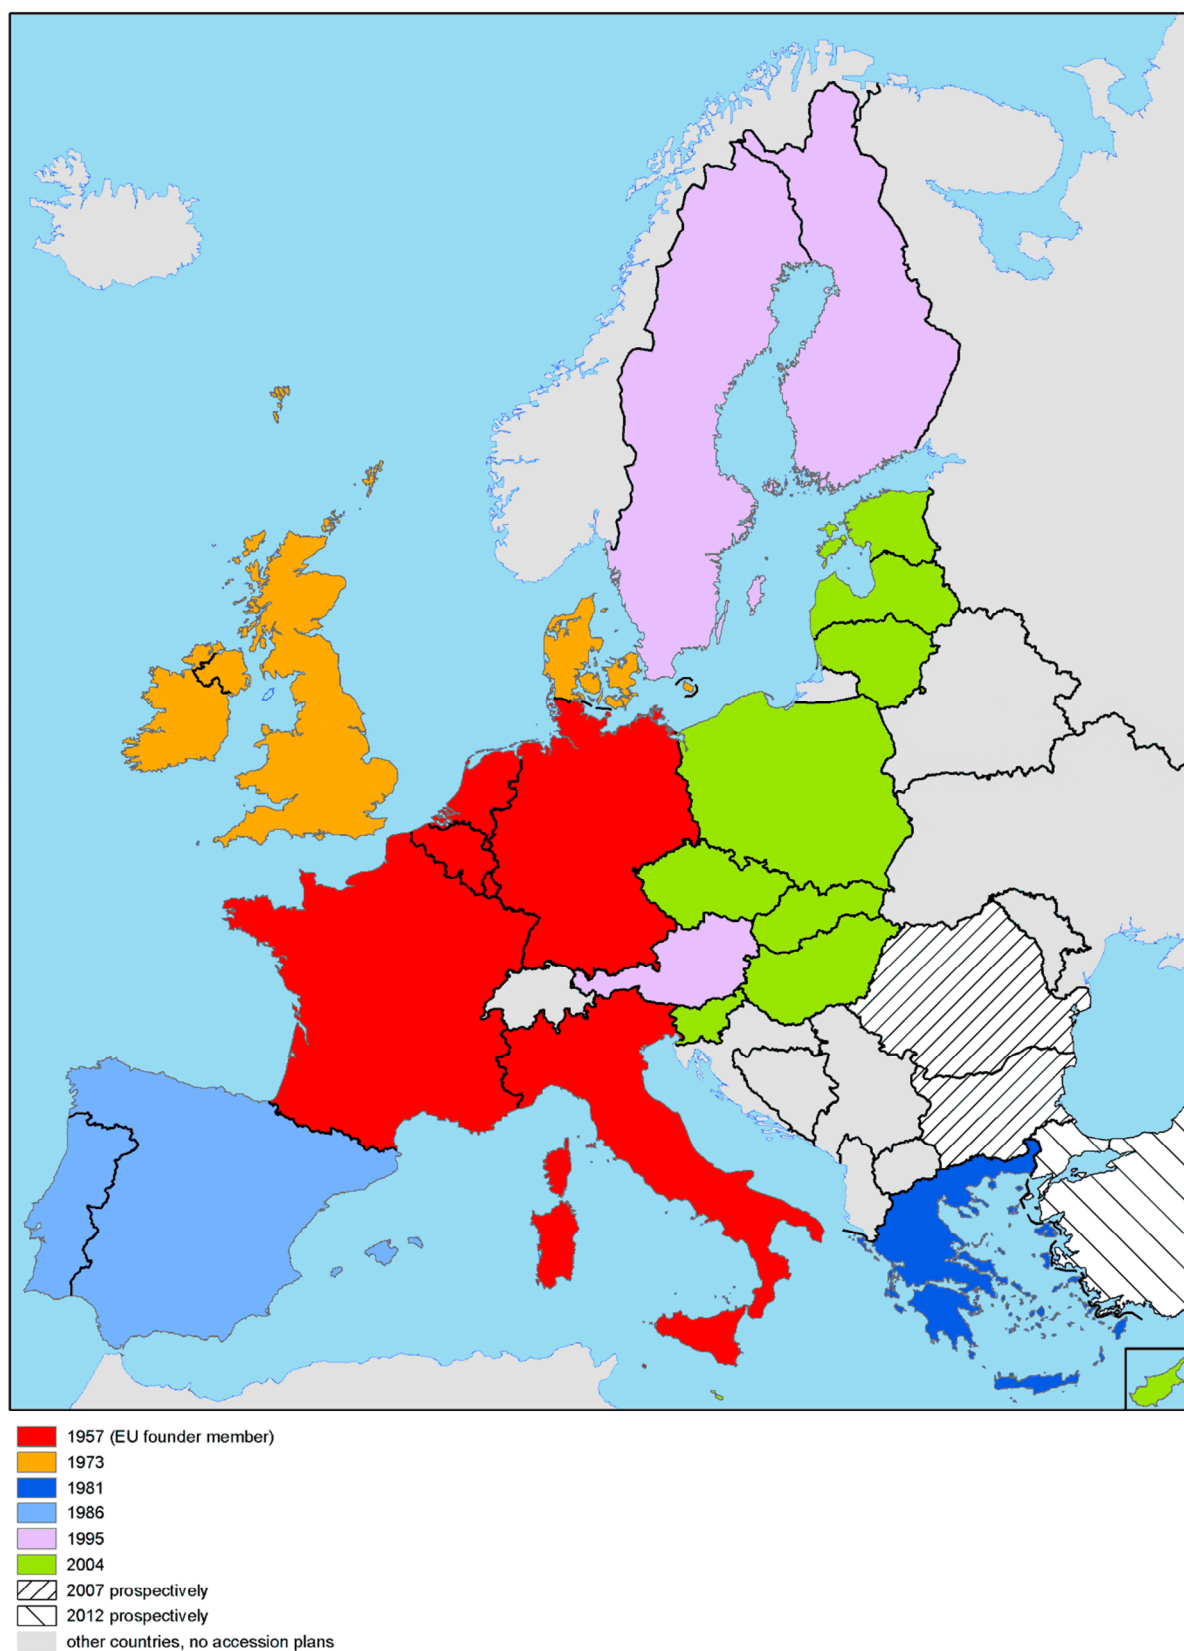 1957 (EU founder member)
1973
1981
1986
1995
2004
2007 prospectively
2012 prospectively
other countries, no accession plans